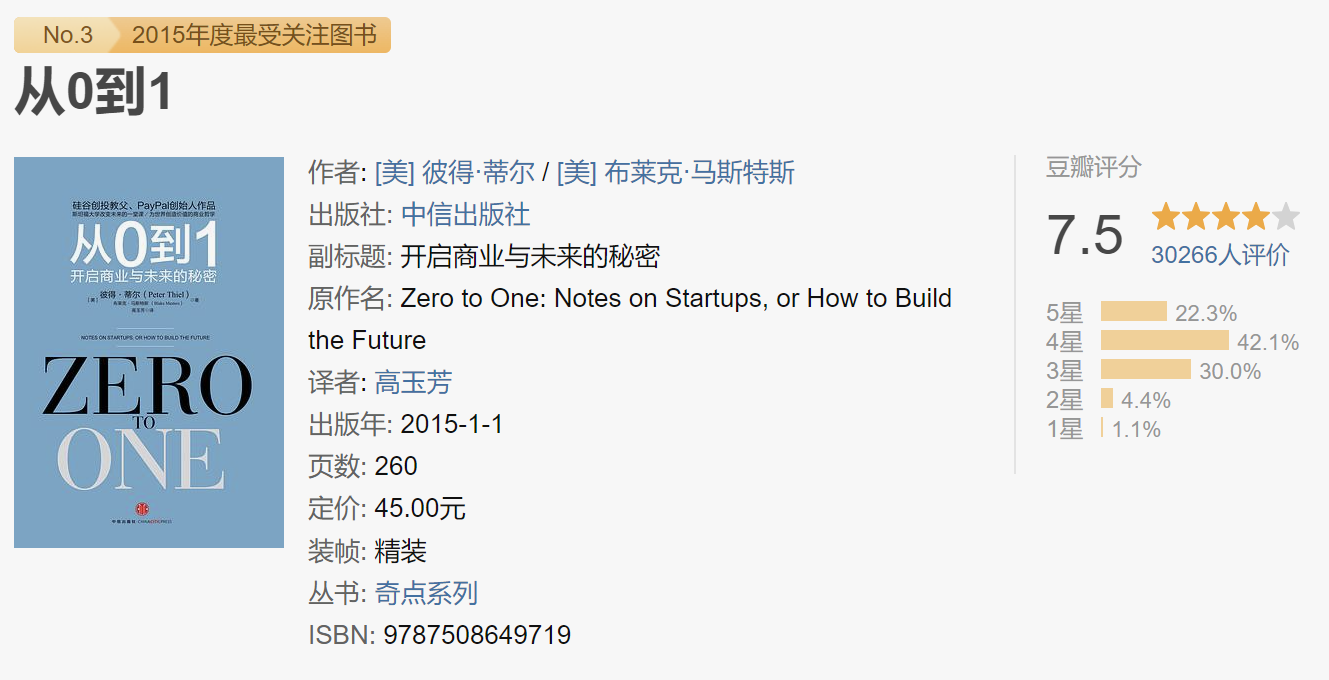 No.3 2015年度最受关注图书
从0到1
硅谷创投教父、PayPal创始人作品
斯坦福大学改变未来的一堂课／为世界创造价值的商业哲学
从0到1
开启商业与未来的秘密
[美] 彼得·蒂尔（Peter Thiel） 著
布莱克·马斯特斯（Blake Masters）
高玉芳 译
NOTES ON STARTUPS, OR HOW TO BUILD THE FUTURE
ZERO
TO
ONE
中信出版社·CHINA CITIC PRESS
作者: [美] 彼得·蒂尔 / [美] 布莱克·马斯特斯
出版社: 中信出版社
副标题: 开启商业与未来的秘密
原作名: Zero to One: Notes on Startups, or How to Build
the Future
译者: 高玉芳
出版年: 2015-1-1
页数: 260
定价: 45.00元
装帧: 精装
丛书: 奇点系列
ISBN: 9787508649719
豆瓣评分
7.5
30266人评价
5星 22.3%
4星 42.1%
3星 30.0%
2星 4.4%
1星 1.1%